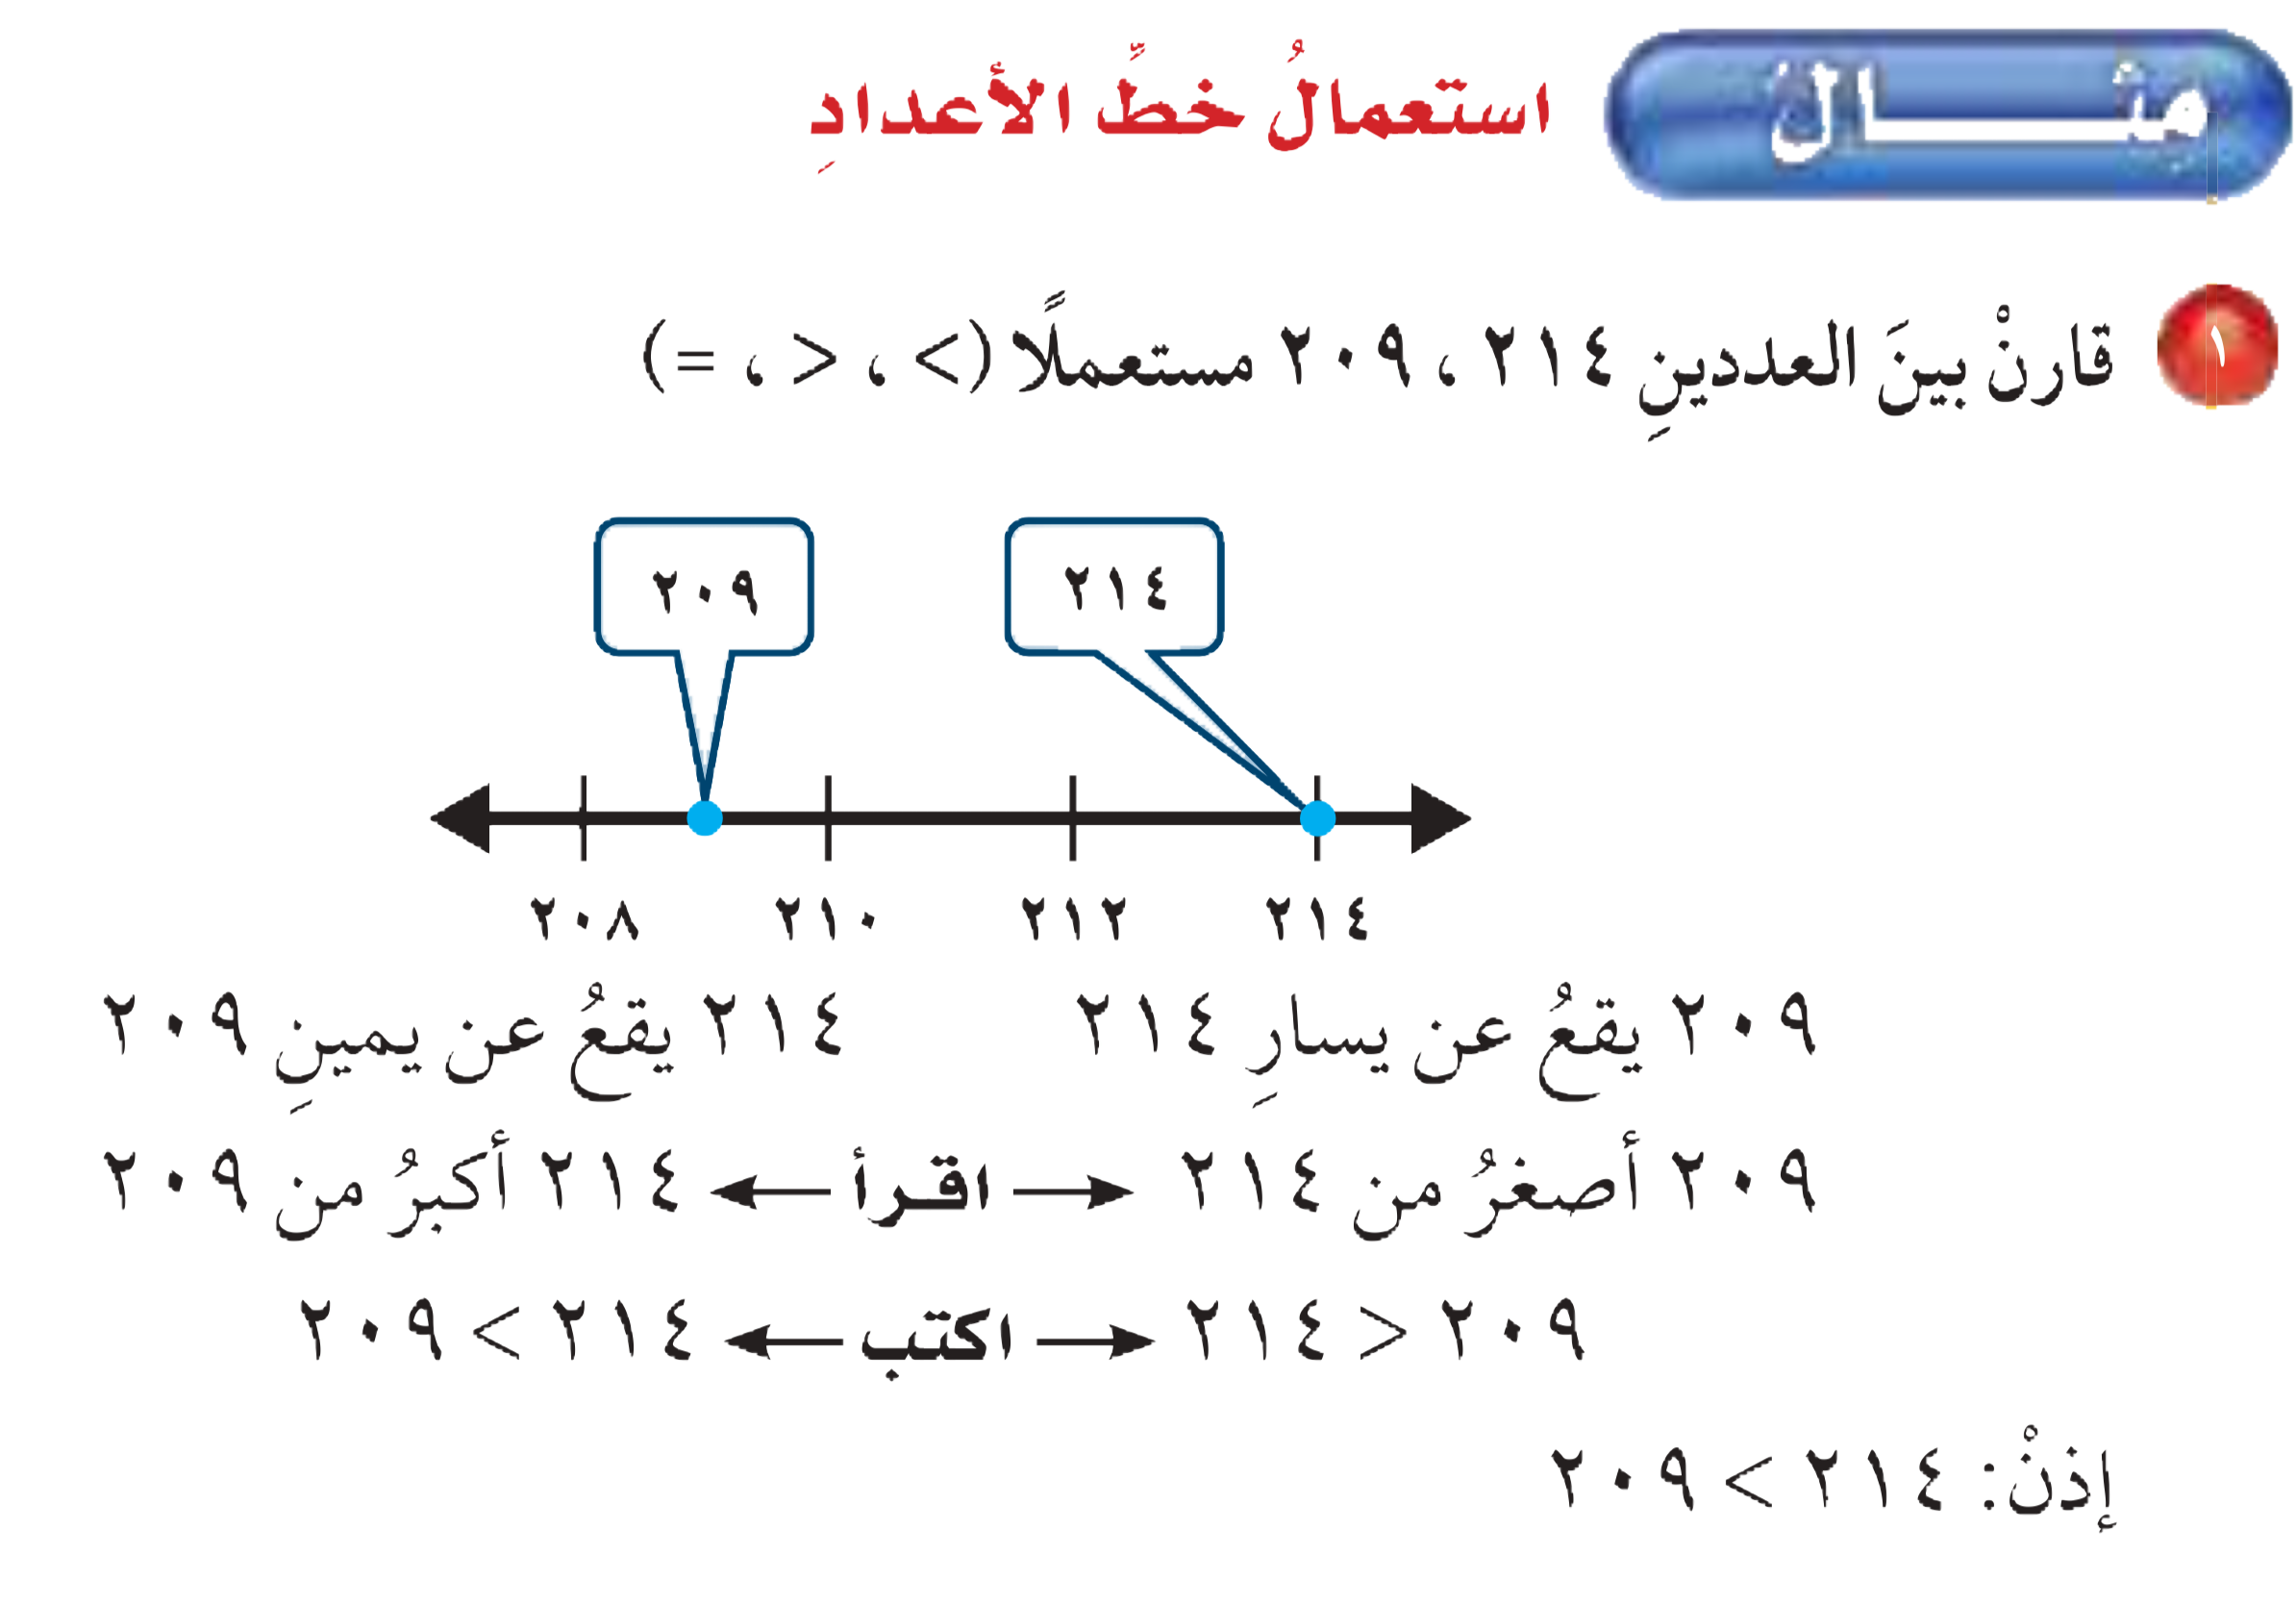 مثال
استعمالُ خطِّ الأعدادِ
١ قارنْ بينَ العددينِ ٢١٤ ، ٢٠٩ مستعملًا (> ، < ، =)
٢٠٩ ٢١٤
٢٠٨ ٢١٠ ٢١٢ ٢١٤
٢٠٩ يقعُ عن يسارِ ٢١٤ ٢١٤ يقعُ عن يمينِ ٢٠٩
٢٠٩ أصغرُ من ٢١٤ → اقرأ ← ٢١٤ أكبرُ من ٢٠٩
٢٠٩ < ٢١٤ → اكتب ← ٢١٤ > ٢٠٩
إذنْ: ٢١٤ > ٢٠٩